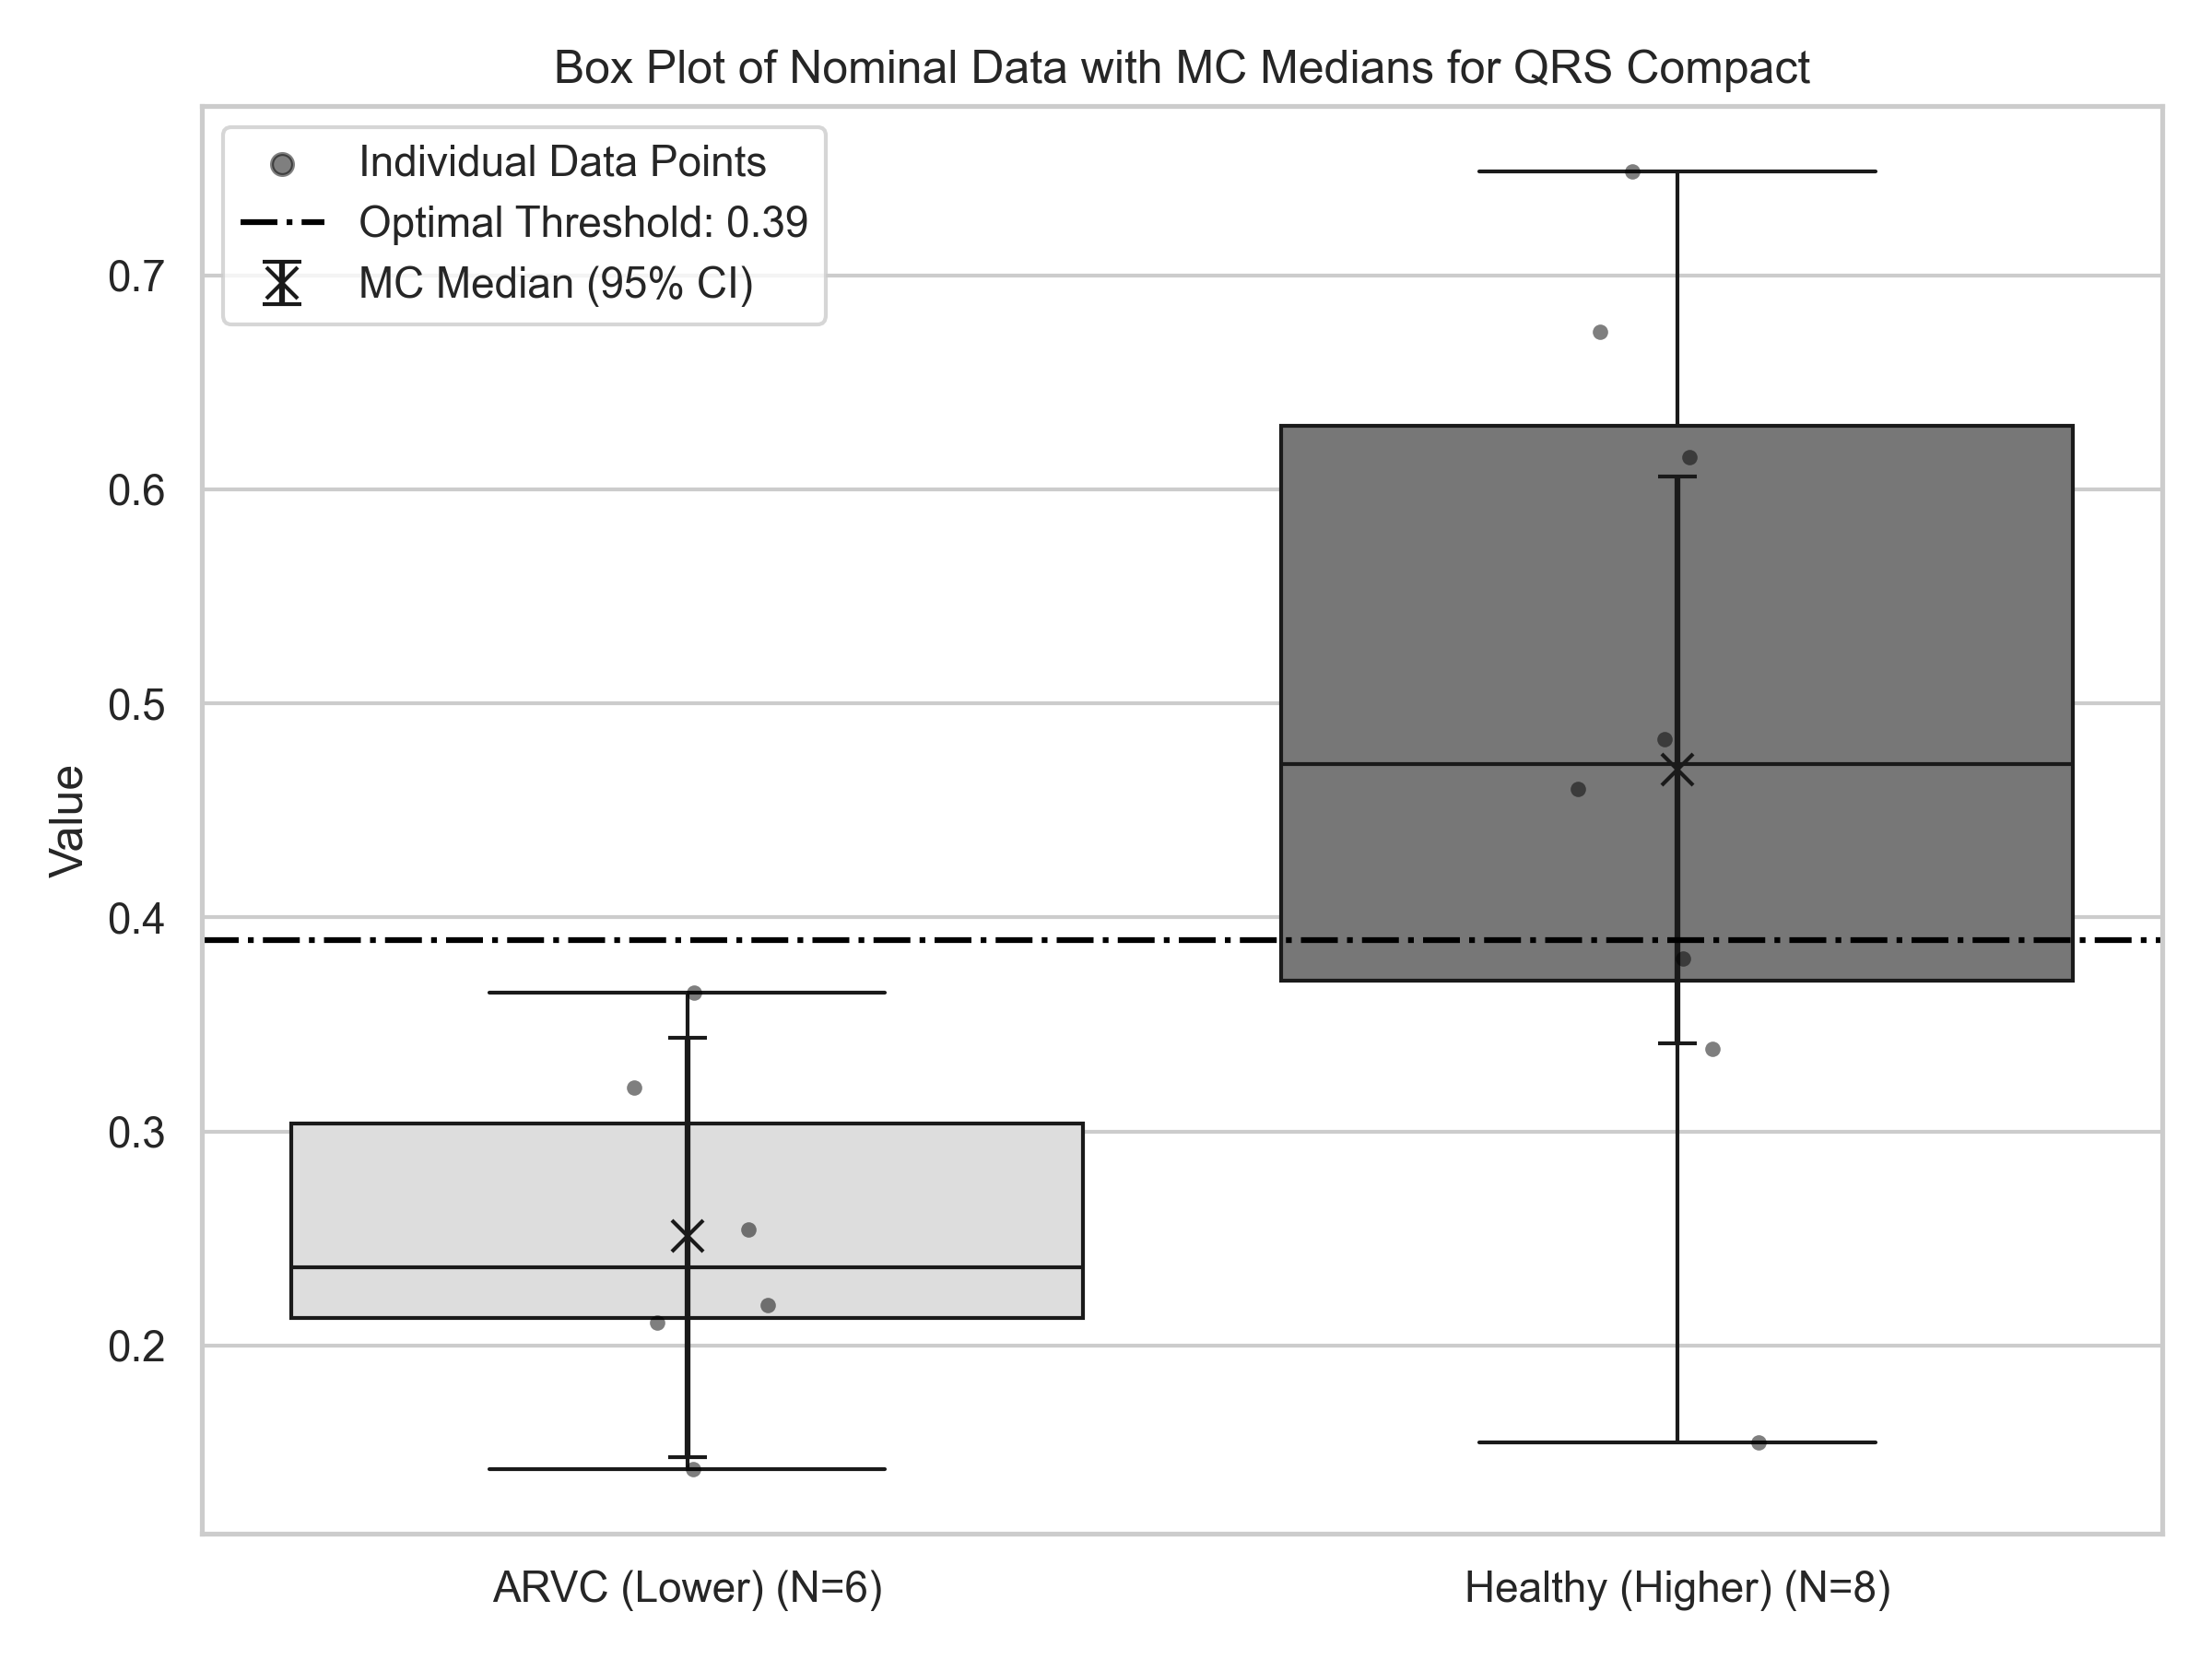 Box Plot of Nominal Data with MC Medians for QRS Compact
Individual Data Points
Optimal Threshold: 0.39
MC Median (95% CI)
Value
0.7
0.6
0.5
0.4
0.3
0.2
ARVC (Lower) (N=6)
Healthy (Higher) (N=8)